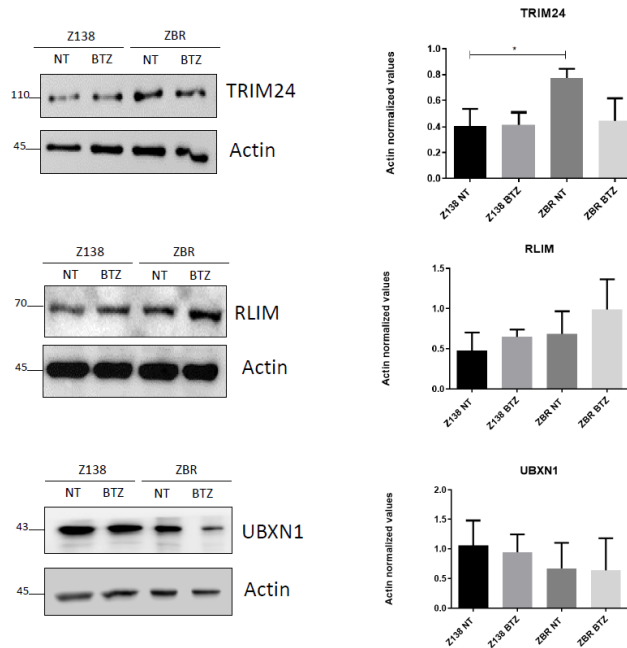 Z138 ZBR
NT BTZ NT BTZ
110 TRIM24
45 Actin
TRIM24
Actin normalized values
1.0
0.8
0.6
0.4
0.2
0.0
*
Z138 NT
Z138 BTZ
ZBR NT
ZBR BTZ
Z138 ZBR
NT BTZ NT BTZ
70 RLIM
45 Actin
RLIM
Actin normalized values
1.5
1.0
0.5
0.0
Z138 NT
Z138 BTZ
ZBR NT
ZBR BTZ
Z138 ZBR
NT BTZ NT BTZ
43 UBXN1
45 Actin
UBXN1
Actin normalized values
2.0
1.5
1.0
0.5
0.0
Z138 NT
Z138 BTZ
ZBR NT
ZBR BTZ